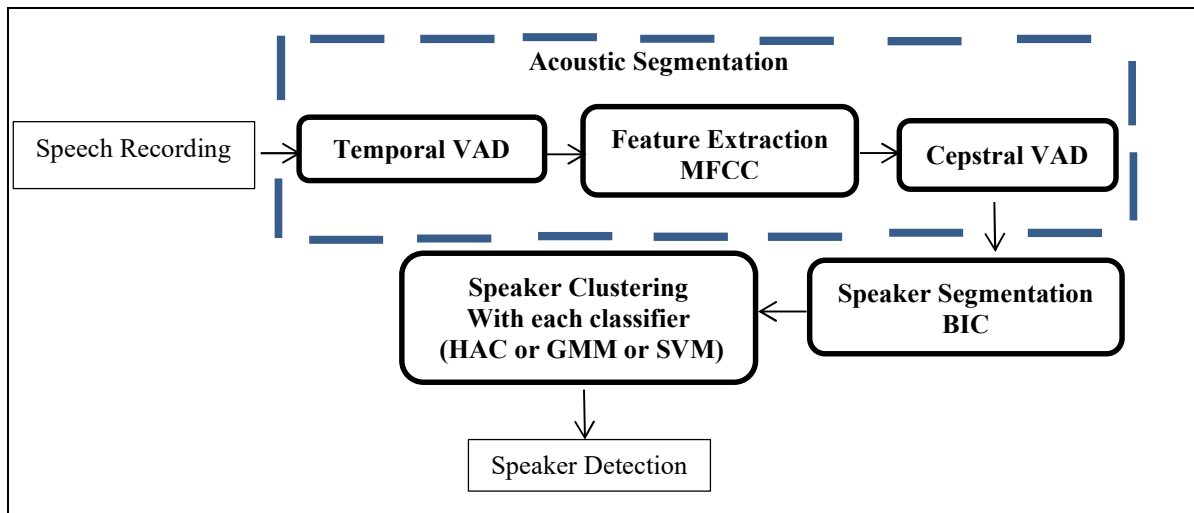 Acoustic Segmentation
Speech Recording
Temporal VAD
Feature Extraction
MFCC
Cepstral VAD
Speaker Segmentation
BIC
Speaker Clustering
With each classifier
(HAC or GMM or SVM)
Speaker Detection